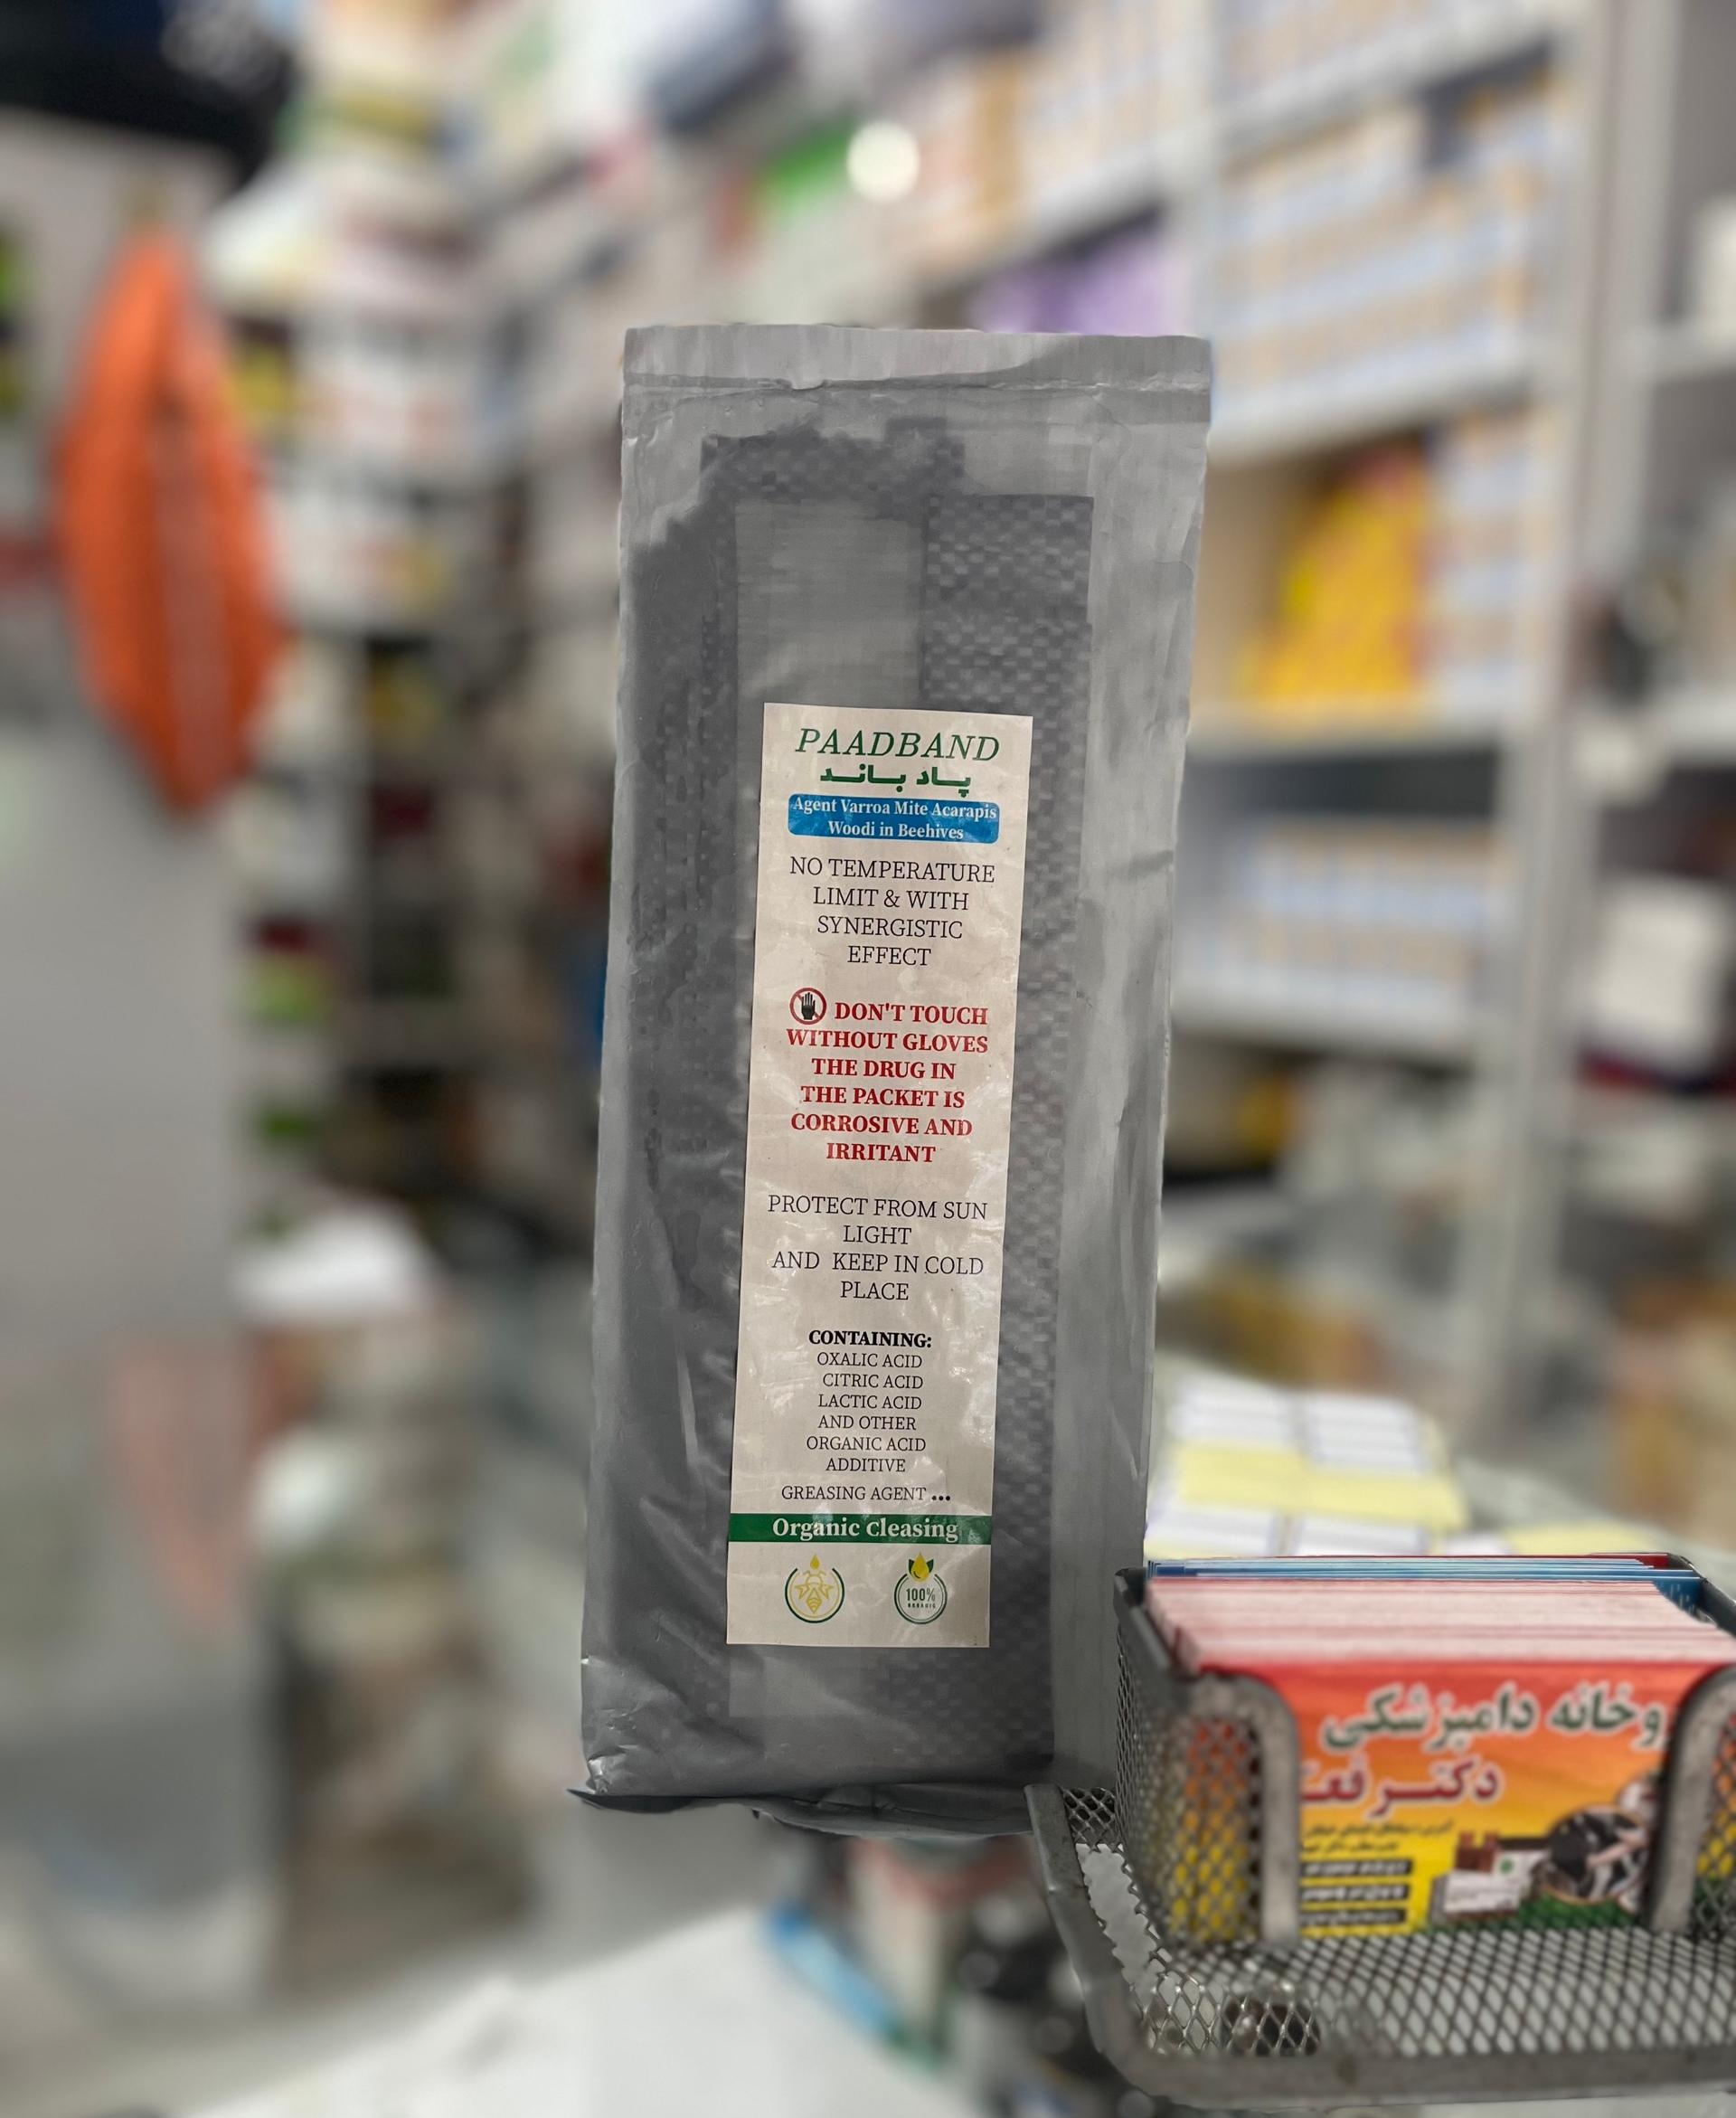 PAADBAND
پاد باند
Agent Varroa Mite Acarapis
Woodi in Beehives
NO TEMPERATURE
LIMIT & WITH
SYNERGISTIC
EFFECT
DON'T TOUCH
WITHOUT GLOVES
THE DRUG IN
THE PACKET IS
CORROSIVE AND
IRRITANT
PROTECT FROM SUN
LIGHT
AND KEEP IN COLD
PLACE
CONTAINING:
OXALIC ACID
CITRIC ACID
LACTIC ACID
AND OTHER
ORGANIC ACID
ADDITIVE
GREASING AGENT ...
Organic Cleasing
100%
ORGANIC
وخانه دامپزشکی
دکتر